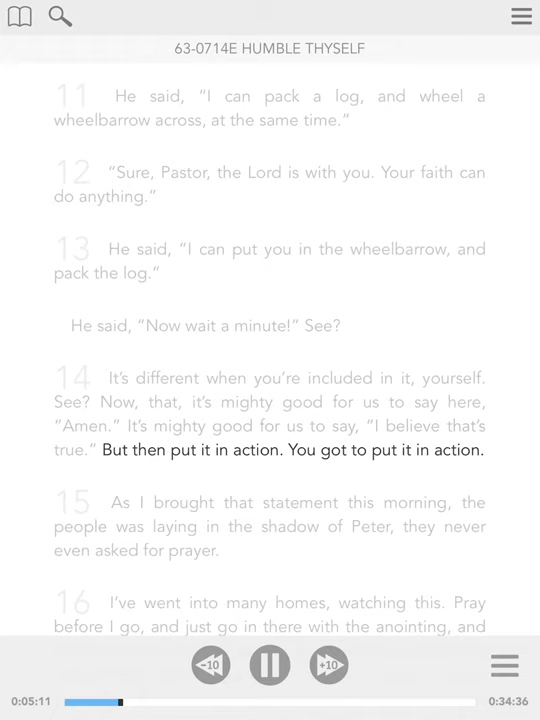 63-0714E HUMBLE THYSELF
11 He said, “I can pack a log, and wheel a
wheelbarrow across, at the same time.”
12 “Sure, Pastor, the Lord is with you. Your faith can
do anything.”
13 He said, “I can put you in the wheelbarrow, and
pack the log.”
He said, “Now wait a minute!” See?
14 It’s different when you’re included in it, yourself.
See? Now, that, it’s mighty good for us to say here,
“Amen.” It’s mighty good for us to say, “I believe that’s
true.” But then put it in action. You got to put it in action.
15 As I brought that statement this morning, the
people was laying in the shadow of Peter, they never
even asked for prayer.
16 I’ve went into many homes, watching this. Pray
before I go, and just go in there with the anointing, and
-10 +10
0:05:11 0:34:36